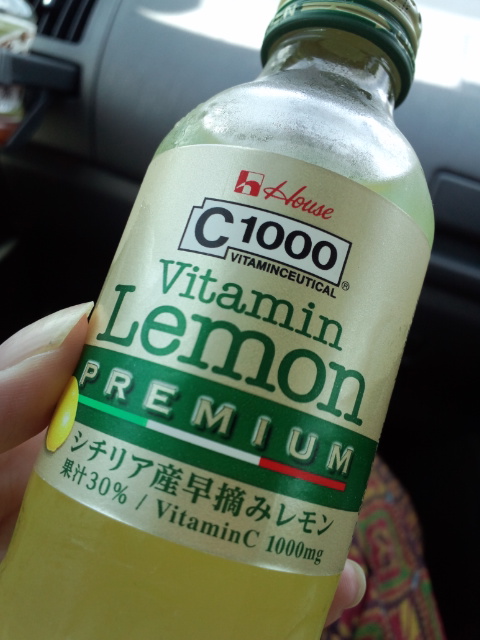 House
C1000
VITAMINCEUTICAL®
Vitamin
Lemon
PREMIUM
シチリア産早摘みレモン
果汁30% / VitaminC 1000mg